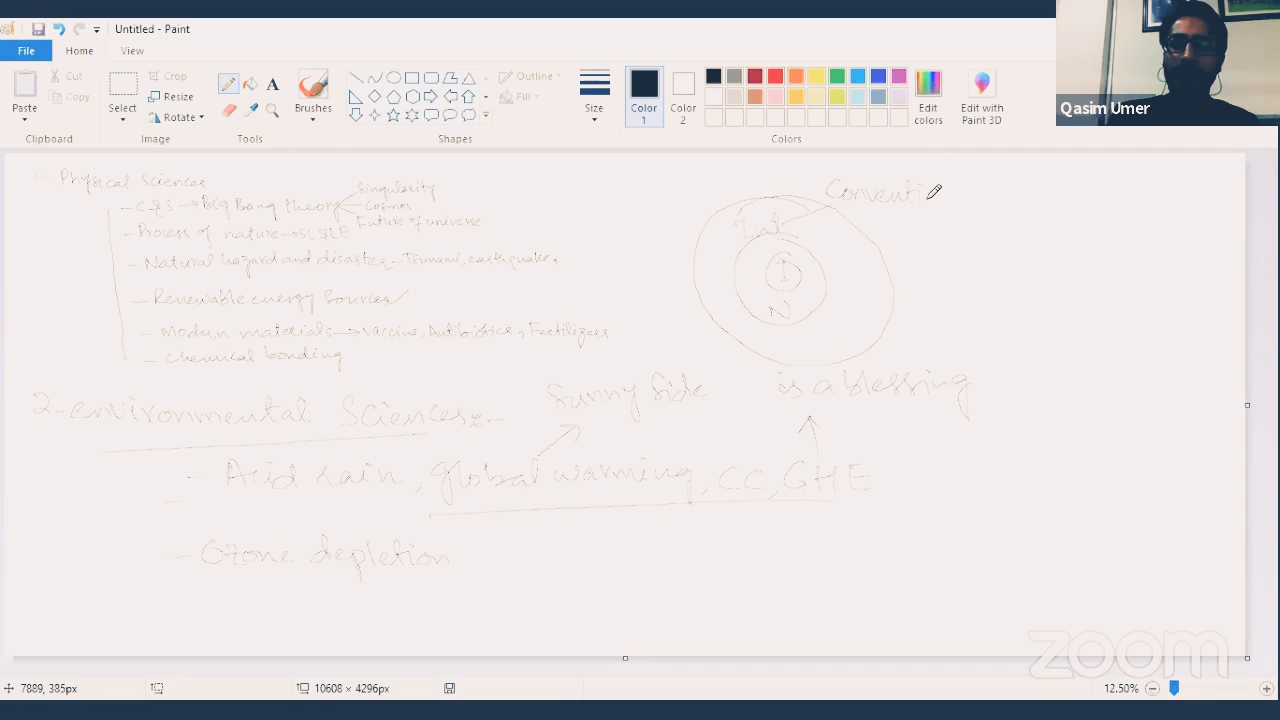 Untitled - Paint
File Home View
Paste Cut Copy
Clipboard
Select Crop Resize Rotate
Image
Tools
Brushes
Shapes
Outline Fill
Size
Color 1
Color 2
Edit colors
Edit with Paint 3D
Colors
Qasim Umer
Physical Sciences
- C&S → Big Bang theory
Singularity
Cosmos
Future of universe
- Process of nature → S, SLE
- Natural hazard and disaster - Tsunami, earthquake,
- Renewable energy sources
- Modern materials → vaccine, Antibiotics, Fertilizers
- Chemical bonding
Conventi
Int
I
N
2- environmental Sciences:-
Sunny Side is a blessing
- Acid rain, global warming, CC, GHE
- Ozone depletion
zoom
7889, 385px
10608 × 4296px
12.50%